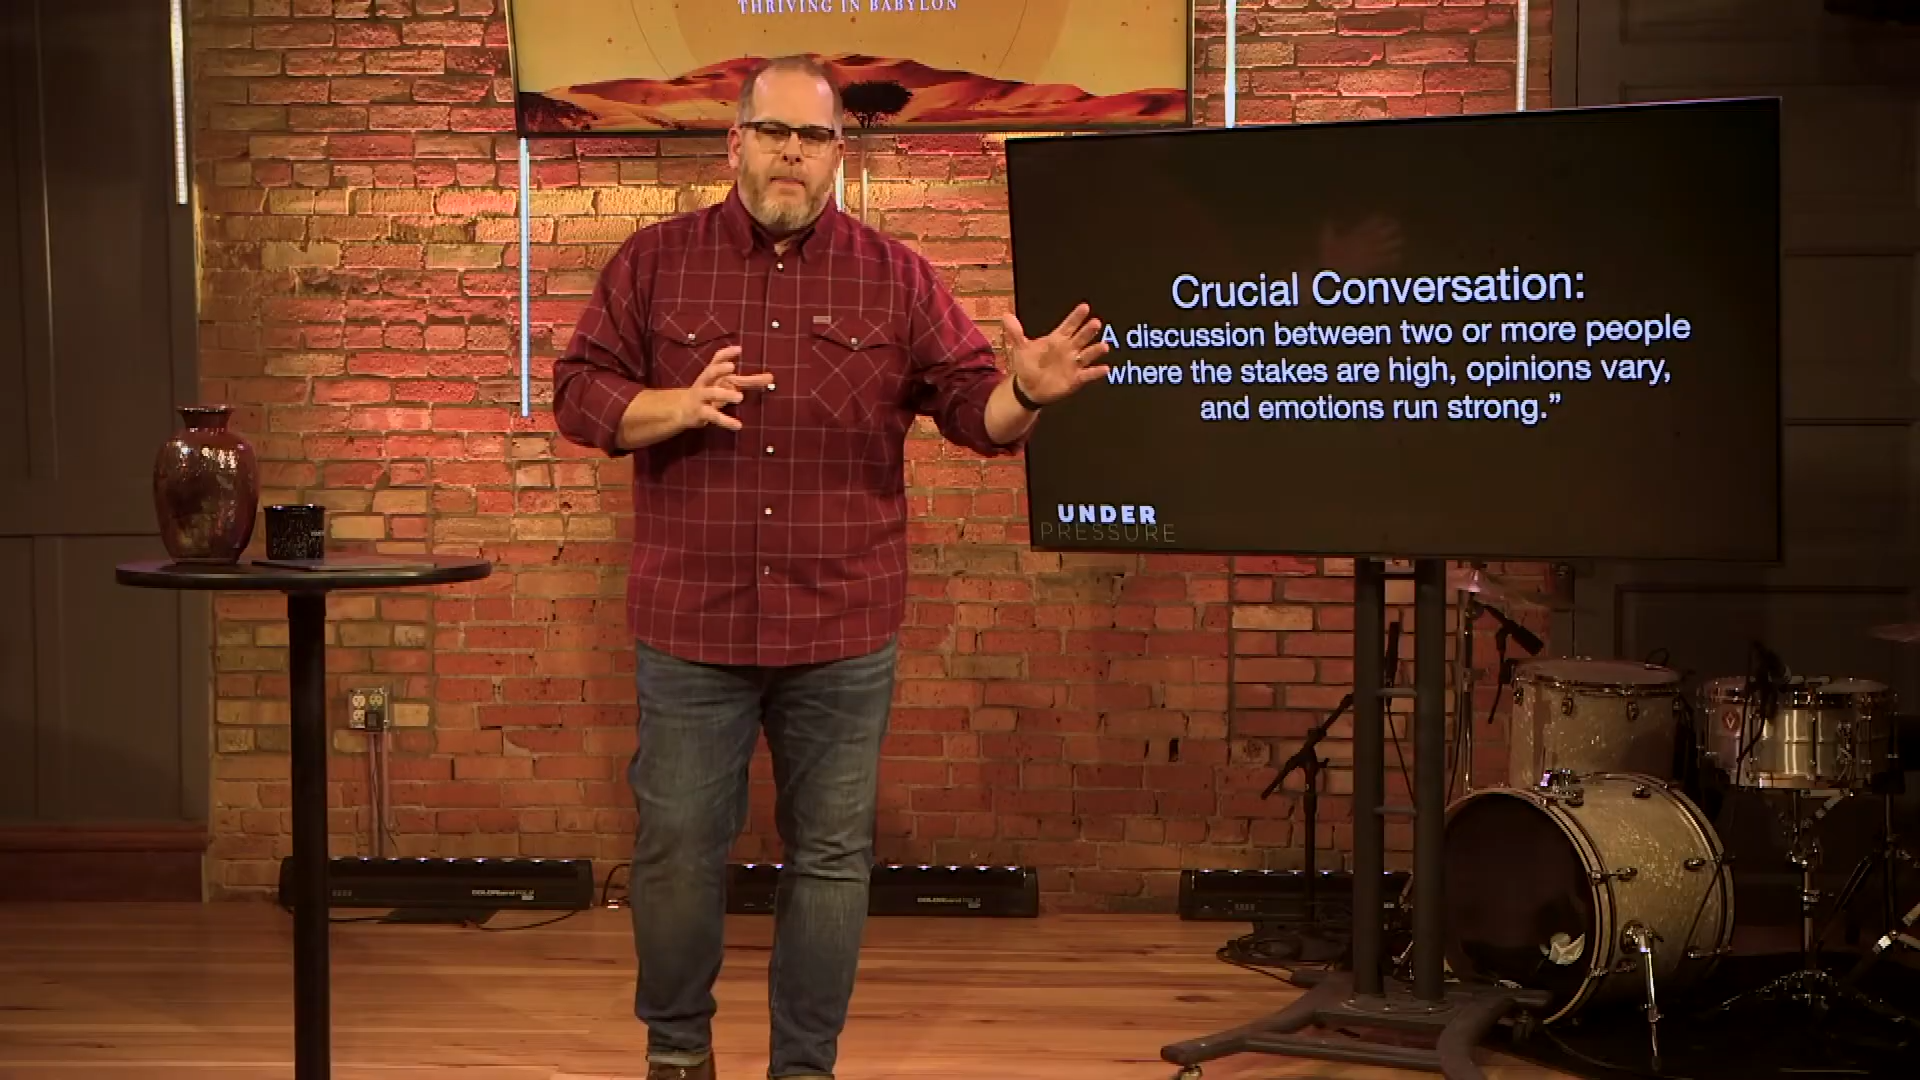 THRIVING IN BABYLON
Crucial Conversation:
A discussion between two or more people
where the stakes are high, opinions vary,
and emotions run strong.”
UNDER
PRESSURE